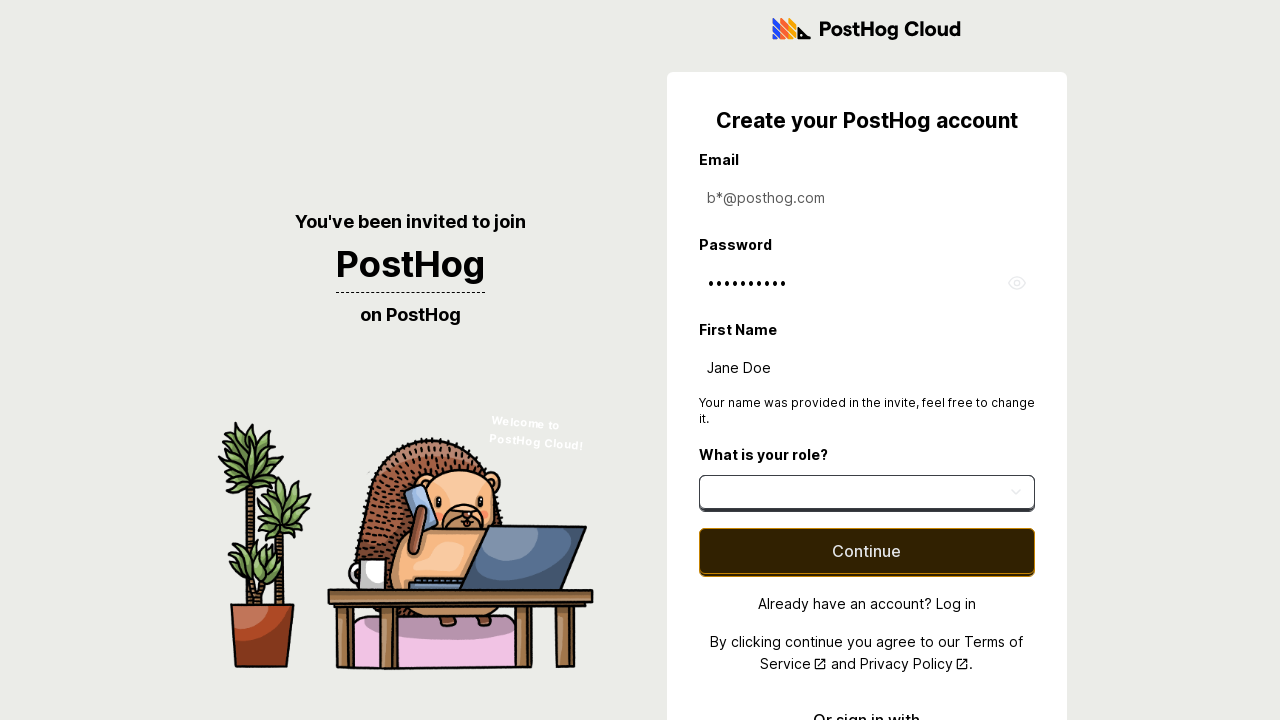 PostHog Cloud
Create your PostHog account
Email
b*@posthog.com
Password
••••••••••
First Name
Jane Doe
Your name was provided in the invite, feel free to change
it.
What is your role?
Continue
Already have an account? Log in
By clicking continue you agree to our Terms of
Service and Privacy Policy.
Or sign in with
You've been invited to join
PostHog
on PostHog
Welcome to
PostHog Cloud!